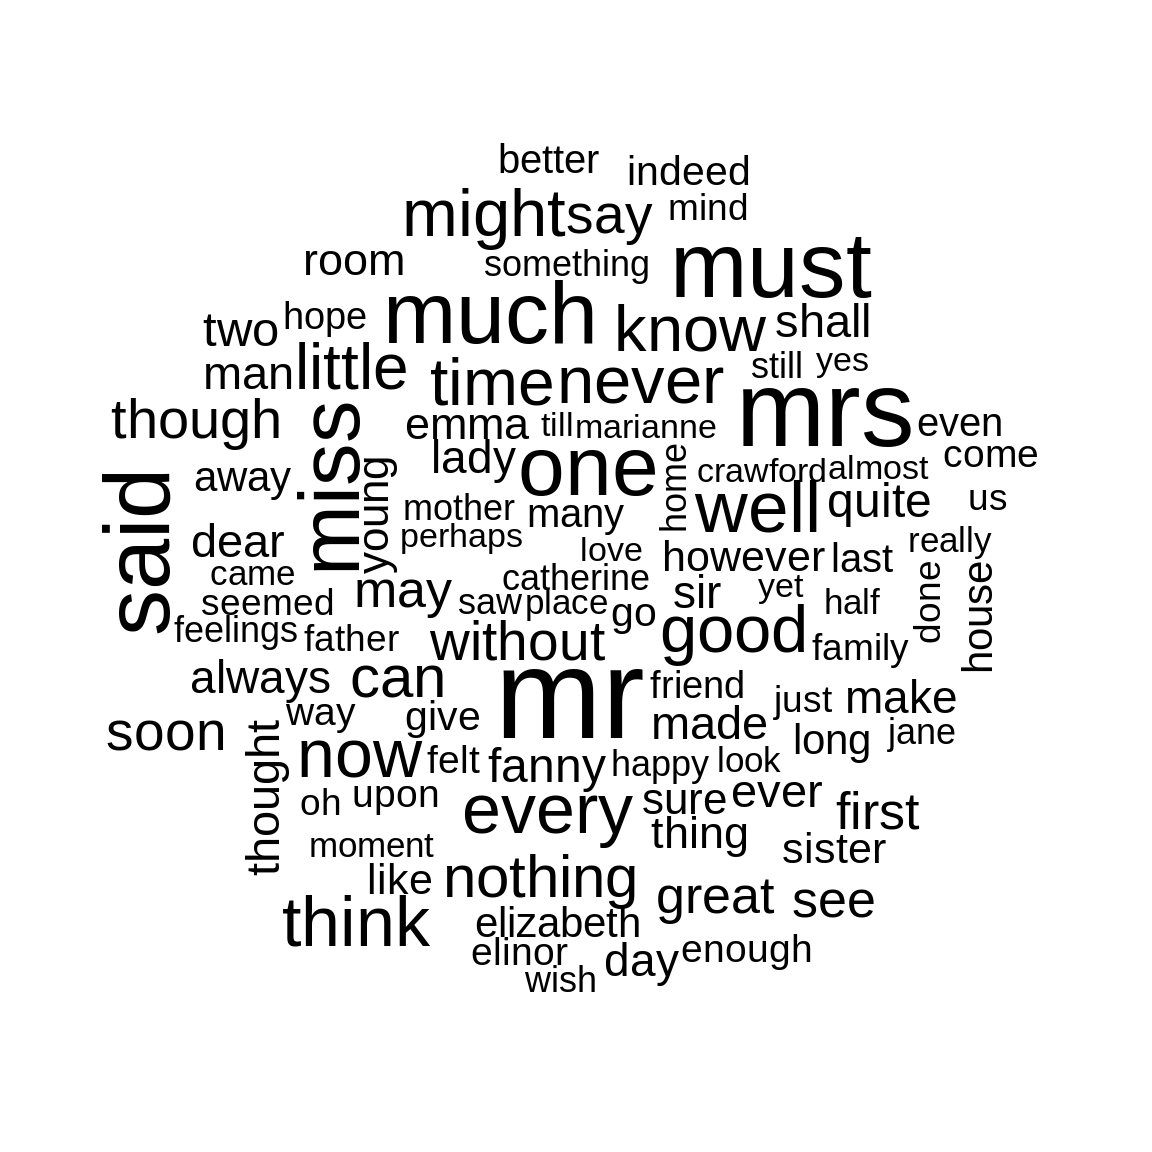 better indeed
might say mind
room something must
much
two hope know shall
man little time never still yes
though miss emma till marianne mrs even
said away young lady one home crawford almost come
mother many well quite us
dear perhaps love however last really
came catherine sir yet done house
seemed may saw place go half
feelings father without good family
always can mr friend just make
soon way give made long jane
thought now felt fanny happy look
oh upon every sure ever first
moment thing sister
like nothing great see
think elizabeth
elinor day enough
wish